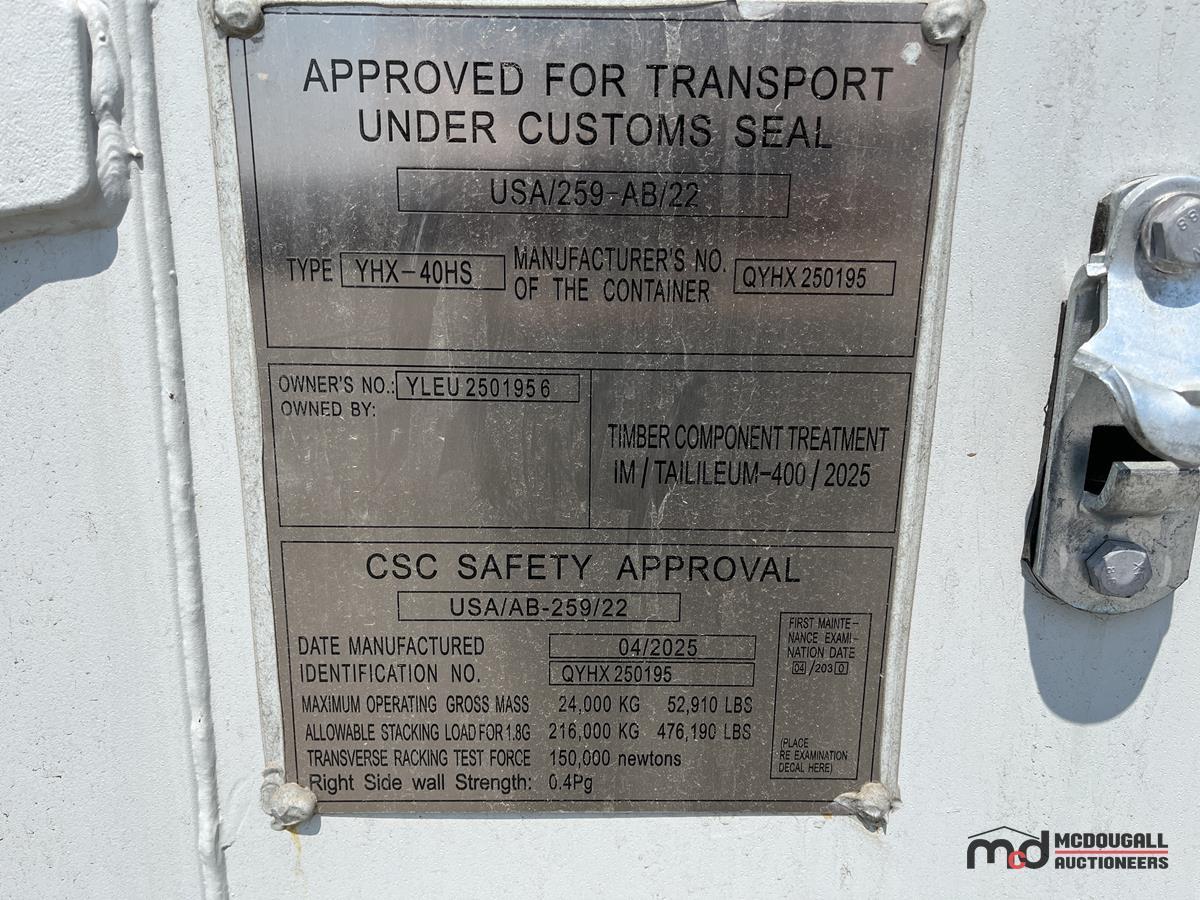 APPROVED FOR TRANSPORT
UNDER CUSTOMS SEAL
USA/259-AB/22
TYPE YHX-40HS MANUFACTURER'S NO. OF THE CONTAINER QYHX 250195
OWNER'S NO.: YLEU 2501956
OWNED BY:
TIMBER COMPONENT TREATMENT
IM / TAILILEUM-400 / 2025
CSC SAFETY APPROVAL
USA/AB-259/22
DATE MANUFACTURED 04/2025
IDENTIFICATION NO. QYHX 250195
MAXIMUM OPERATING GROSS MASS 24,000 KG 52,910 LBS
ALLOWABLE STACKING LOAD FOR 1.8G 216,000 KG 476,190 LBS
TRANSVERSE RACKING TEST FORCE 150,000 newtons
Right Side wall Strength: 0.4Pg
FIRST MAINTE-
NANCE EXAMI-
NATION DATE
04/2030
(PLACE
RE EXAMINATION
DECAL HERE)
mcd MCDOUGALL
AUCTIONEERS